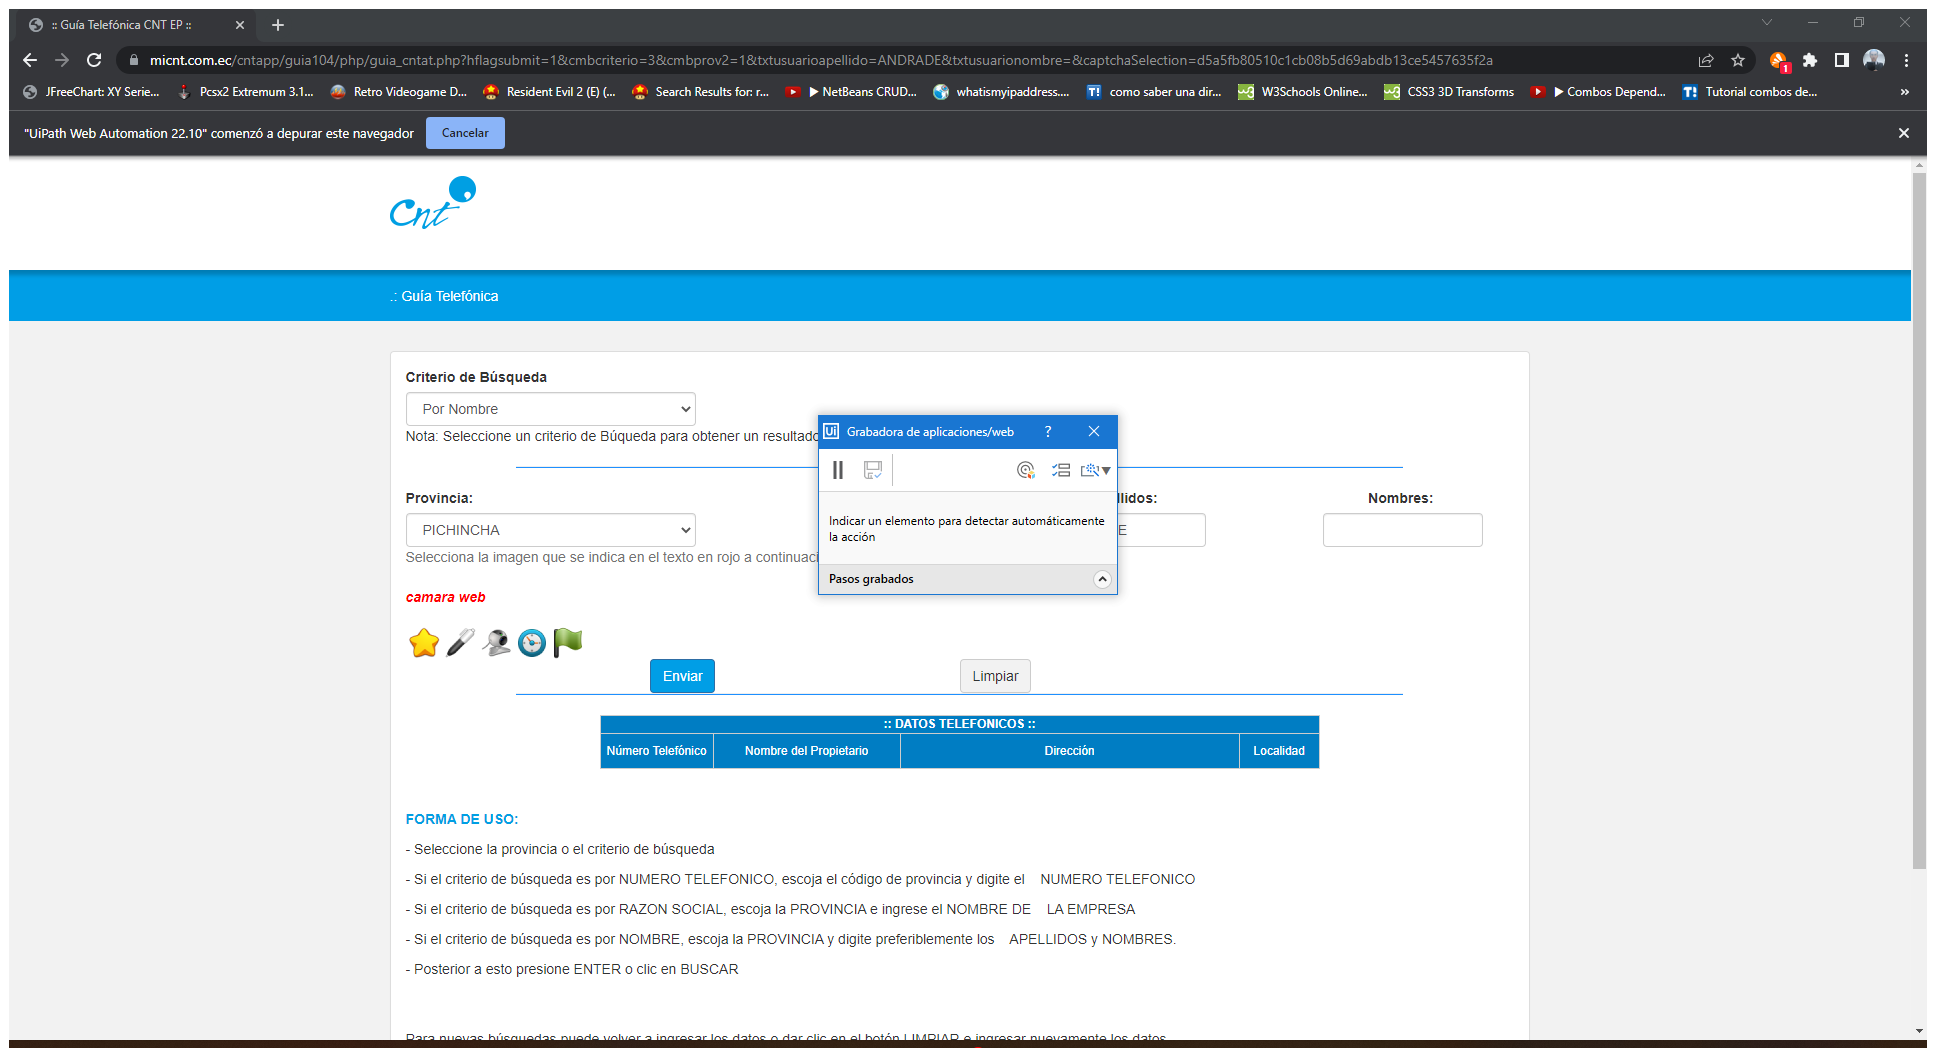 :: Guía Telefónica CNT EP ::
micnt.com.ec/cntapp/guia104/php/guia_cntat.php?hflagsubmit=1&cmbcriterio=3&cmbprov2=1&txtusuarioapellido=ANDRADE&txtusuarionombre=&captchaSelection=d5a5fb80510c1cb08b5d69abdb13ce5457635f2a
1
JFreeChart: XY Serie... Pcsx2 Extremum 3.1... Retro Videogame D... Resident Evil 2 (E) (... Search Results for: r... ▶ NetBeans CRUD... whatismyipaddress.... T! como saber una dir... W3Schools Online... CSS3 3D Transforms ▶ Combos Depend... T! Tutorial combos de... »
"UiPath Web Automation 22.10" comenzó a depurar este navegador Cancelar
Cnt
.: Guía Telefónica
Criterio de Búsqueda
Por Nombre
Nota: Seleccione un criterio de Búqueda para obtener un resultado
Ui Grabadora de aplicaciones/web ?
Indicar un elemento para detectar automáticamente
la acción
Pasos grabados
Provincia: llidos: Nombres:
PICHINCHA E
Selecciona la imagen que se indica en el texto en rojo a continuaci
camara web
Enviar Limpiar
:: DATOS TELEFONICOS ::
Número Telefónico Nombre del Propietario Dirección Localidad
FORMA DE USO:
- Seleccione la provincia o el criterio de búsqueda
- Si el criterio de búsqueda es por NUMERO TELEFONICO, escoja el código de provincia y digite el NUMERO TELEFONICO
- Si el criterio de búsqueda es por RAZON SOCIAL, escoja la PROVINCIA e ingrese el NOMBRE DE LA EMPRESA
- Si el criterio de búsqueda es por NOMBRE, escoja la PROVINCIA y digite preferiblemente los APELLIDOS y NOMBRES.
- Posterior a esto presione ENTER o clic en BUSCAR
Para nuevas búsquedas puede volver a ingresar los datos o dar clic en el botón LIMPIAR e ingresar nuevamente los datos